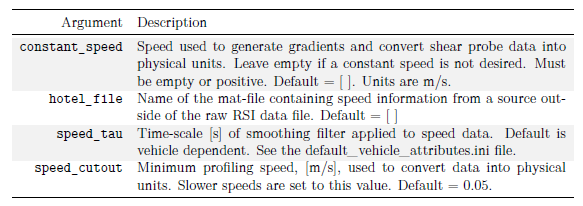 Argument Description
constant_speed Speed used to generate gradients and convert shear probe data into
physical units. Leave empty if a constant speed is not desired. Must
be empty or positive. Default = [ ]. Units are m/s.
hotel_file Name of the mat-file containing speed information from a source out-
side of the raw RSI data file. Default = [ ]
speed_tau Time-scale [s] of smoothing filter applied to speed data. Default is
vehicle dependent. See the default_vehicle_attributes.ini file.
speed_cutout Minimum profiling speed, [m/s], used to convert data into physical
units. Slower speeds are set to this value. Default = 0.05.